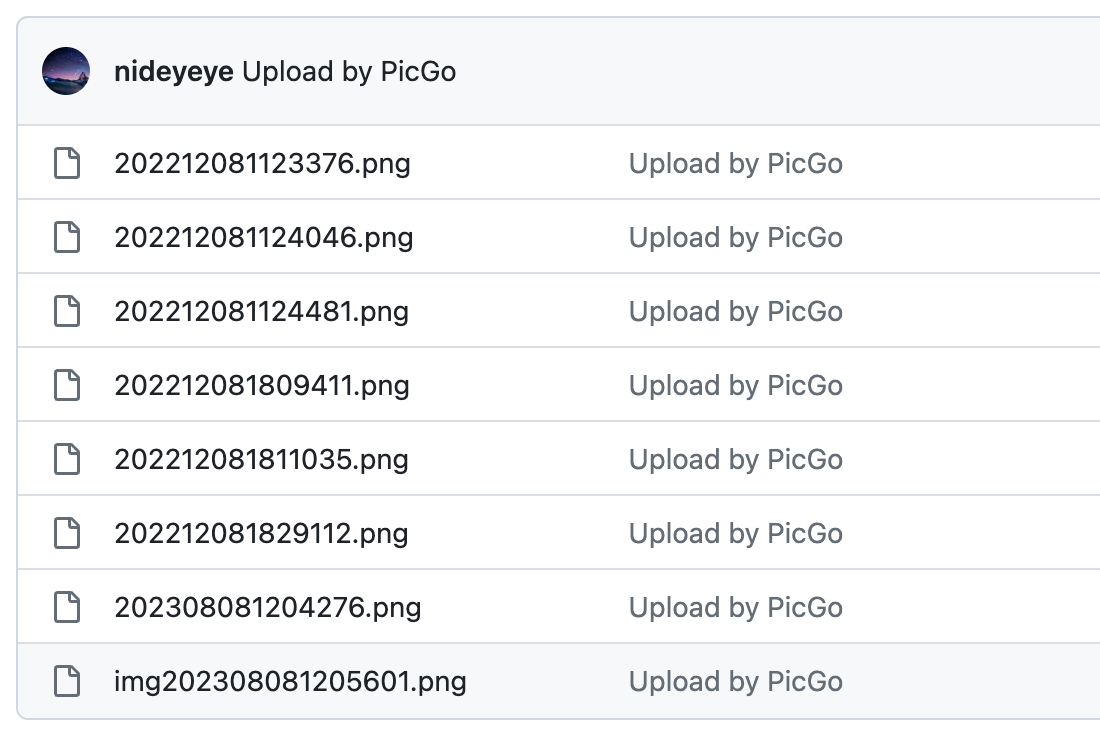 nideyeye Upload by PicGo
202212081123376.png Upload by PicGo
202212081124046.png Upload by PicGo
202212081124481.png Upload by PicGo
202212081809411.png Upload by PicGo
202212081811035.png Upload by PicGo
202212081829112.png Upload by PicGo
202308081204276.png Upload by PicGo
img202308081205601.png Upload by PicGo